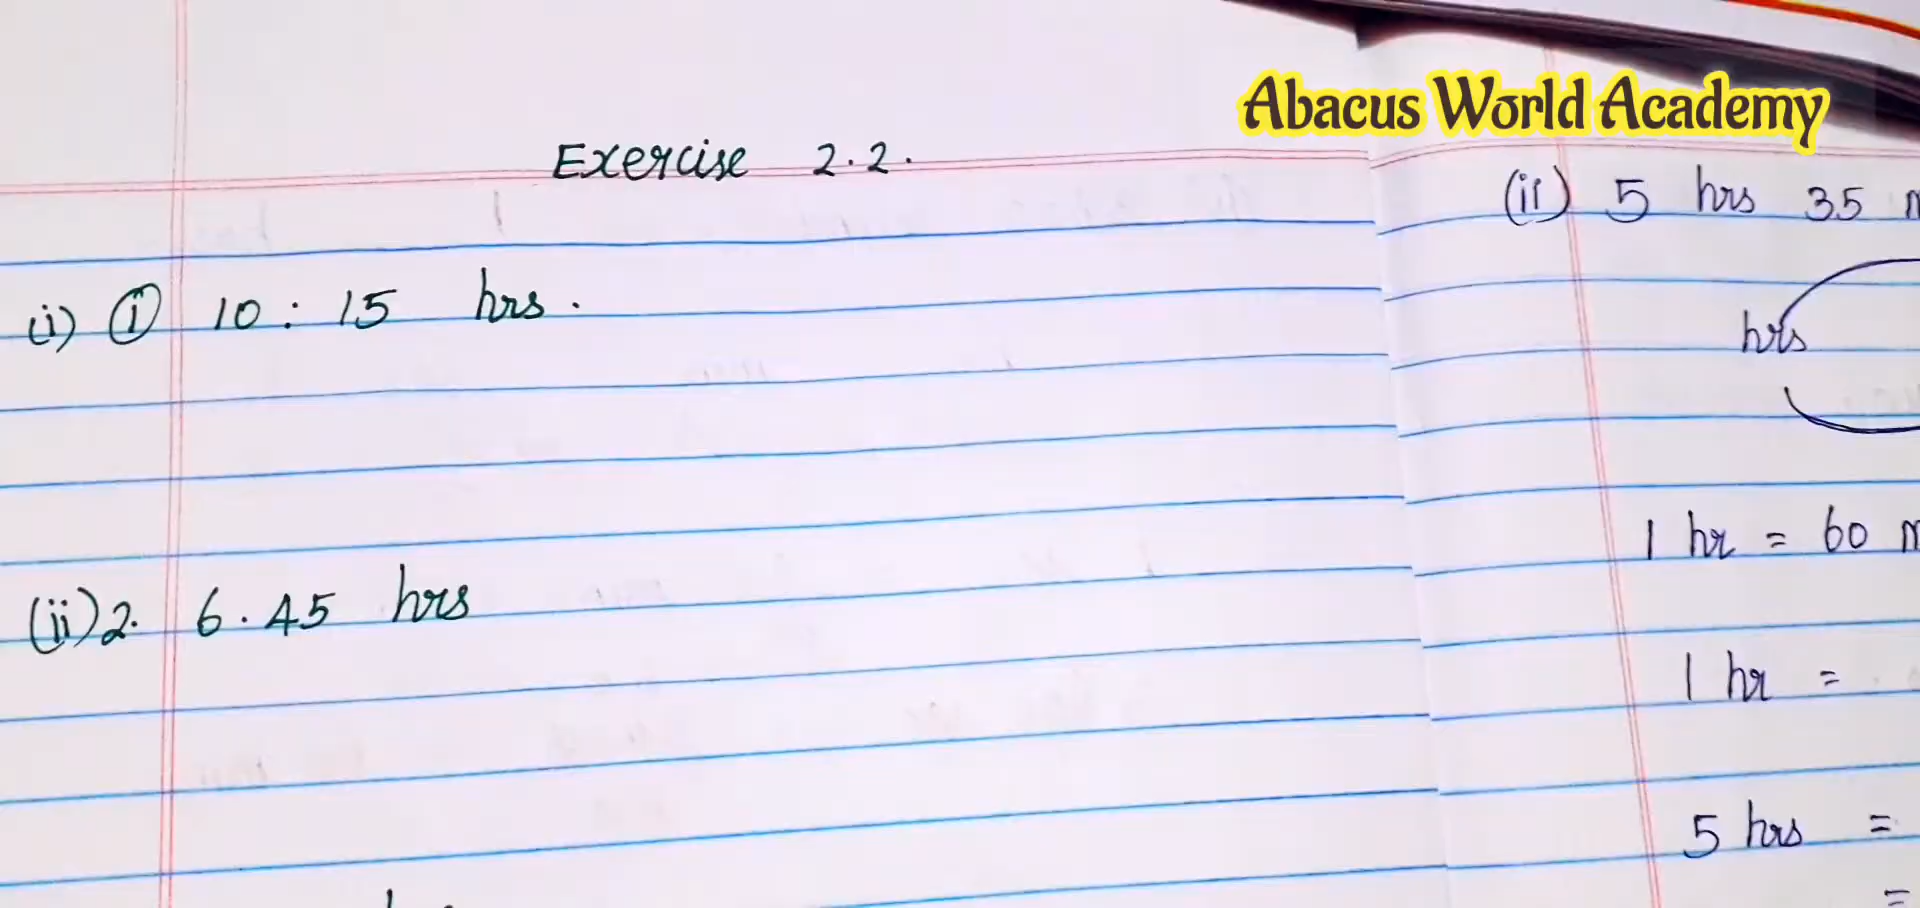 Abacus World Academy
Exercise 2.2.
(i) (i) 10 : 15 hrs.
(ii) 2. 6.45 hrs
(ii) 5 hrs 35
hrs
1 hr = 60
1 hr =
5 hrs =
=